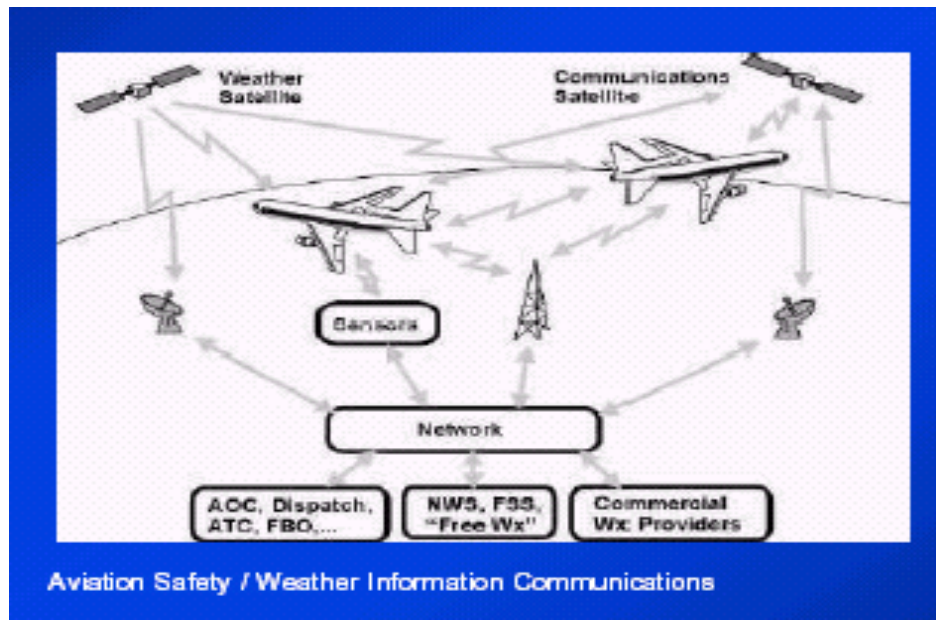 Weather
Satellite
Communications
Satellite
Sensors
Network
AOC, Dispatch,
ATC, FBO,...
NWS, FSS,
"Free Wx"
Commercial
Wx Providers
Aviation Safety / Weather Information Communications